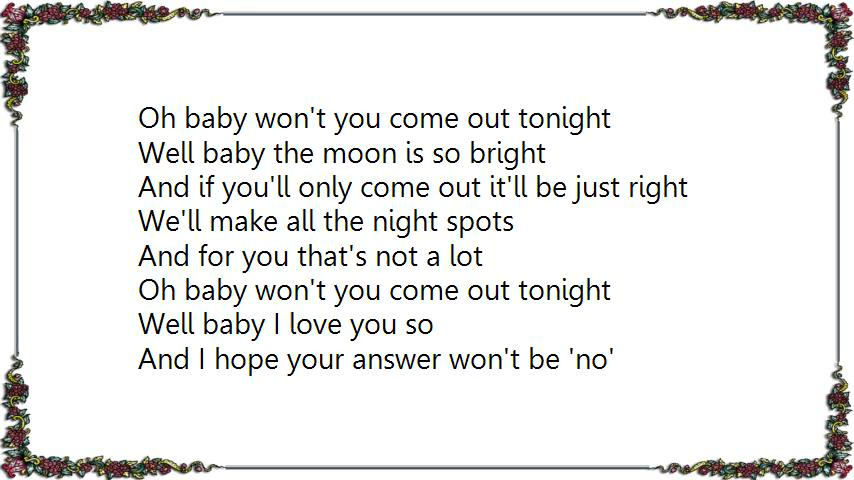 Oh baby won't you come out tonight
Well baby the moon is so bright
And if you'll only come out it'll be just right
We'll make all the night spots
And for you that's not a lot
Oh baby won't you come out tonight
Well baby I love you so
And I hope your answer won't be 'no'